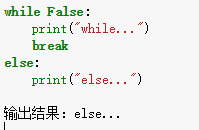 while False:
    print("while...")
    break
else:
    print("else...")
输出结果：else...